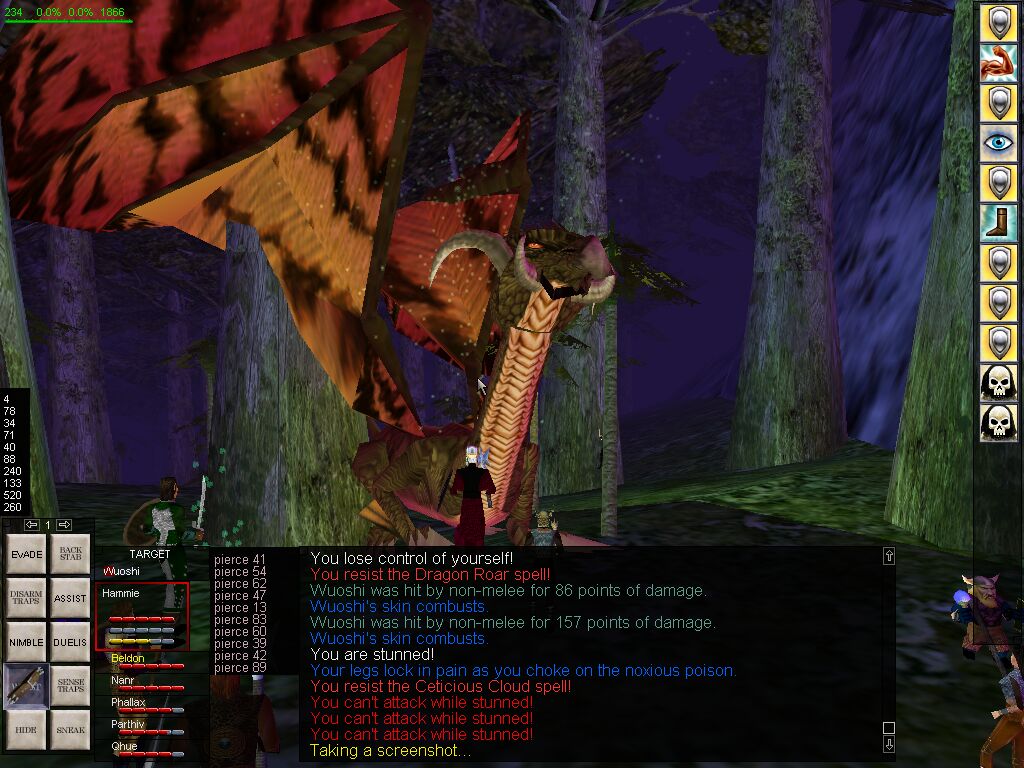 234 0.0% 0.0% 1866
4
78
34
71
40
88
240
133
520
260
1
EVADE
BACK STAB
DISARM TRAPS
ASSIST
NIMBLE
DUELIS
SENSE TRAPS
HIDE
SNEAK
TARGET
Wuoshi
Hammie
Beldon
Nanr
Phallax
Parthiv
Qhue
pierce 41
pierce 54
pierce 62
pierce 47
pierce 13
pierce 83
pierce 60
pierce 39
pierce 42
pierce 89
You lose control of yourself!
You resist the Dragon Roar spell!
Wuoshi was hit by non-melee for 86 points of damage.
Wuoshi's skin combusts.
Wuoshi was hit by non-melee for 157 points of damage.
Wuoshi's skin combusts.
You are stunned!
Your legs lock in pain as you choke on the noxious poison.
You resist the Ceticious Cloud spell!
You can't attack while stunned!
You can't attack while stunned!
You can't attack while stunned!
Taking a screenshot...